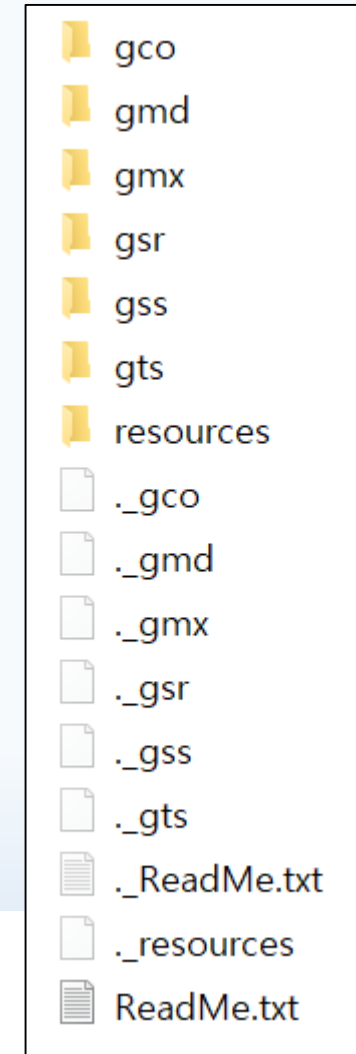 gco
gmd
gmx
gsr
gss
gts
resources
._gco
._gmd
._gmx
._gsr
._gss
._gts
._ReadMe.txt
._resources
ReadMe.txt